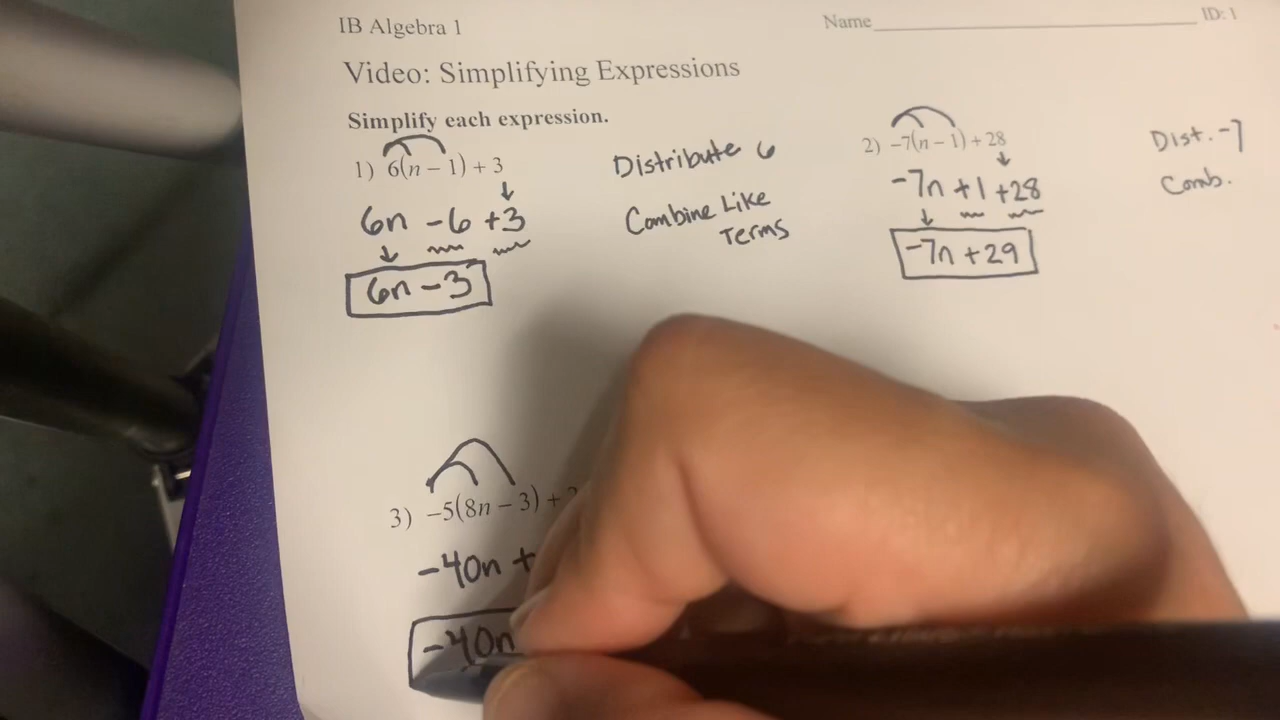 IB Algebra 1
Name ID: 1
Video: Simplifying Expressions
Simplify each expression.
1) 6(n − 1) + 3
6n -6 +3
6n - 3
Distribute 6
Combine Like
Terms
2) −7(n − 1) + 28
-7n +1 +28
-7n +29
Dist. -7
Comb.
3) −5(8n − 3) +
-40n +
-40n